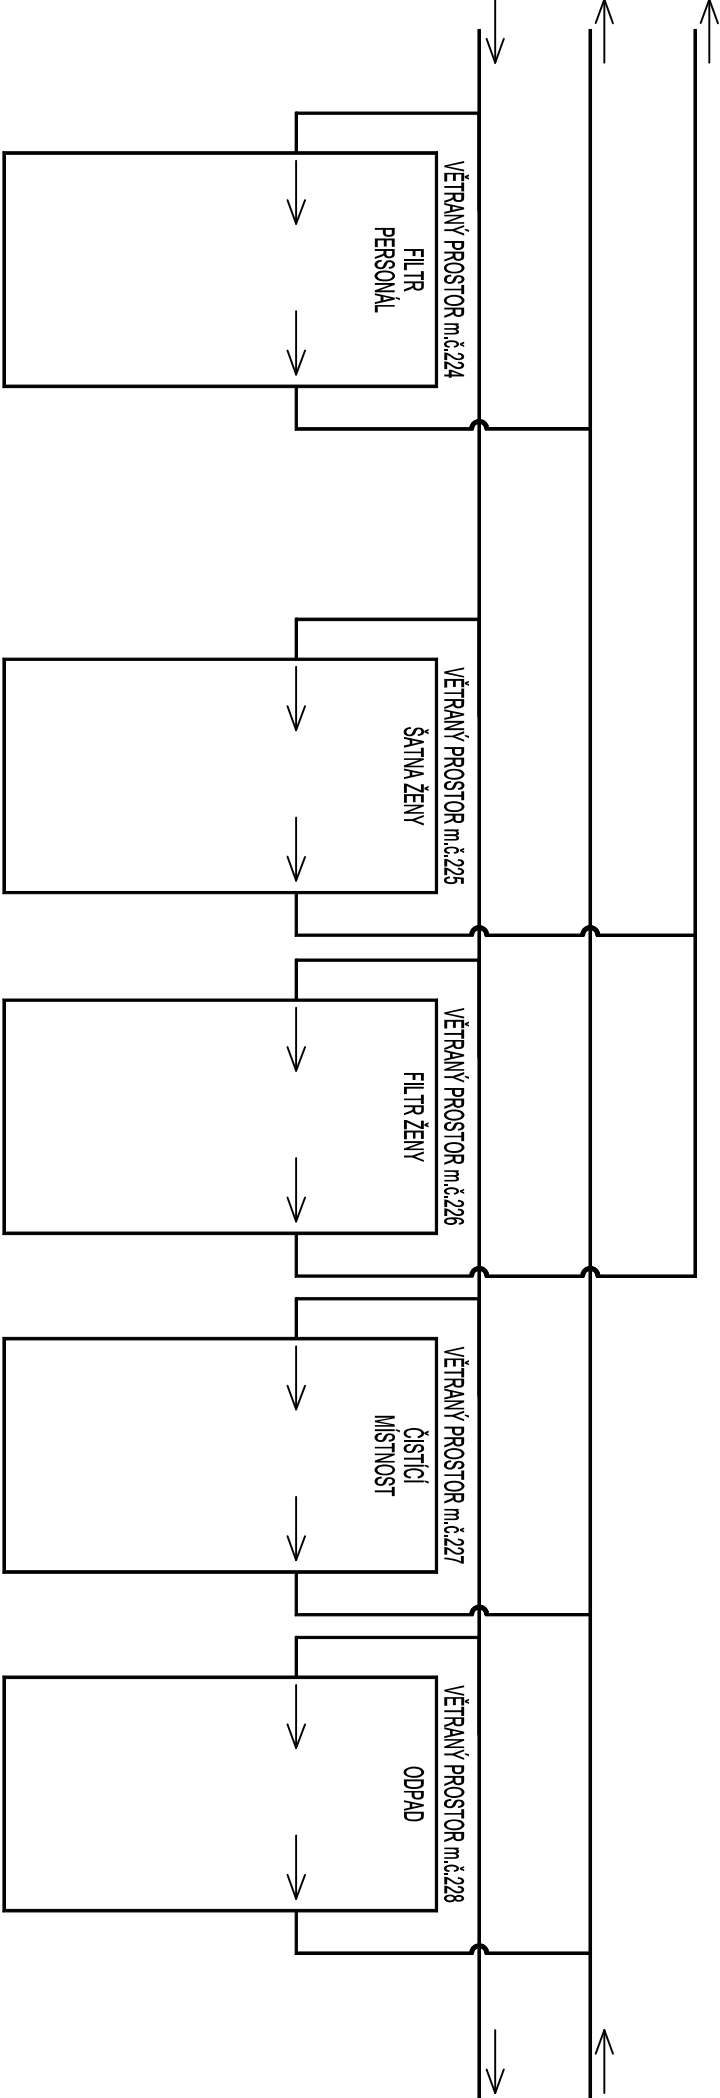 VĚTRANÝ PROSTOR m.č.224
FILTR
PERSONÁL
VĚTRANÝ PROSTOR m.č.225
ŠATNA ŽENY
VĚTRANÝ PROSTOR m.č.226
FILTR ŽENY
VĚTRANÝ PROSTOR m.č.227
ČISTÍCÍ
MÍSTNOST
VĚTRANÝ PROSTOR m.č.228
ODPAD